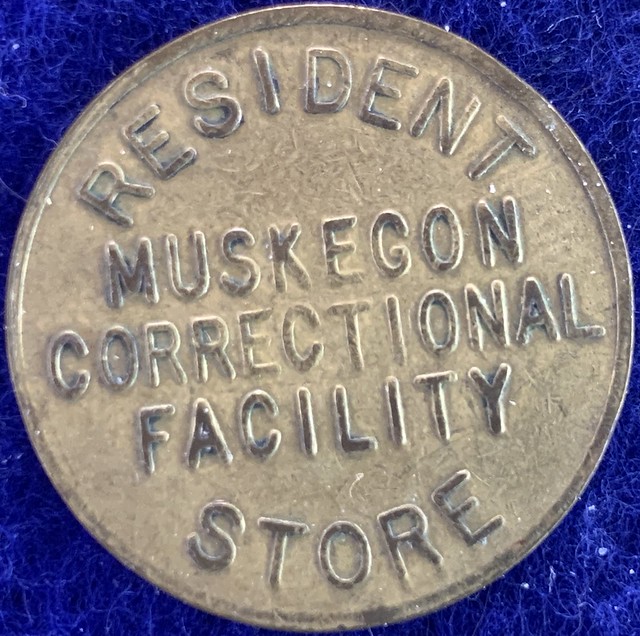 RESIDENT
MUSKEGON
CORRECTIONAL
FACILITY
STORE